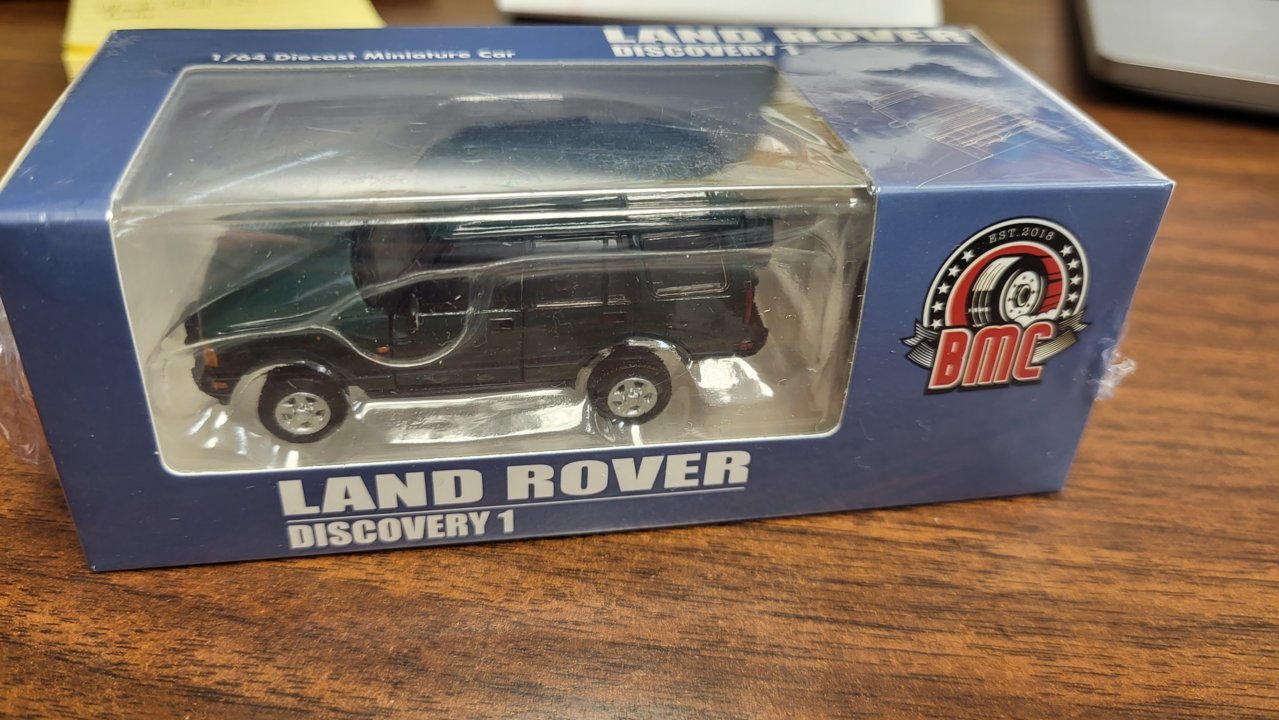 1/64 Diecast Miniature Car
LAND ROVER
DISCOVERY 1
EST. 2018
BMC
LAND ROVER
DISCOVERY 1